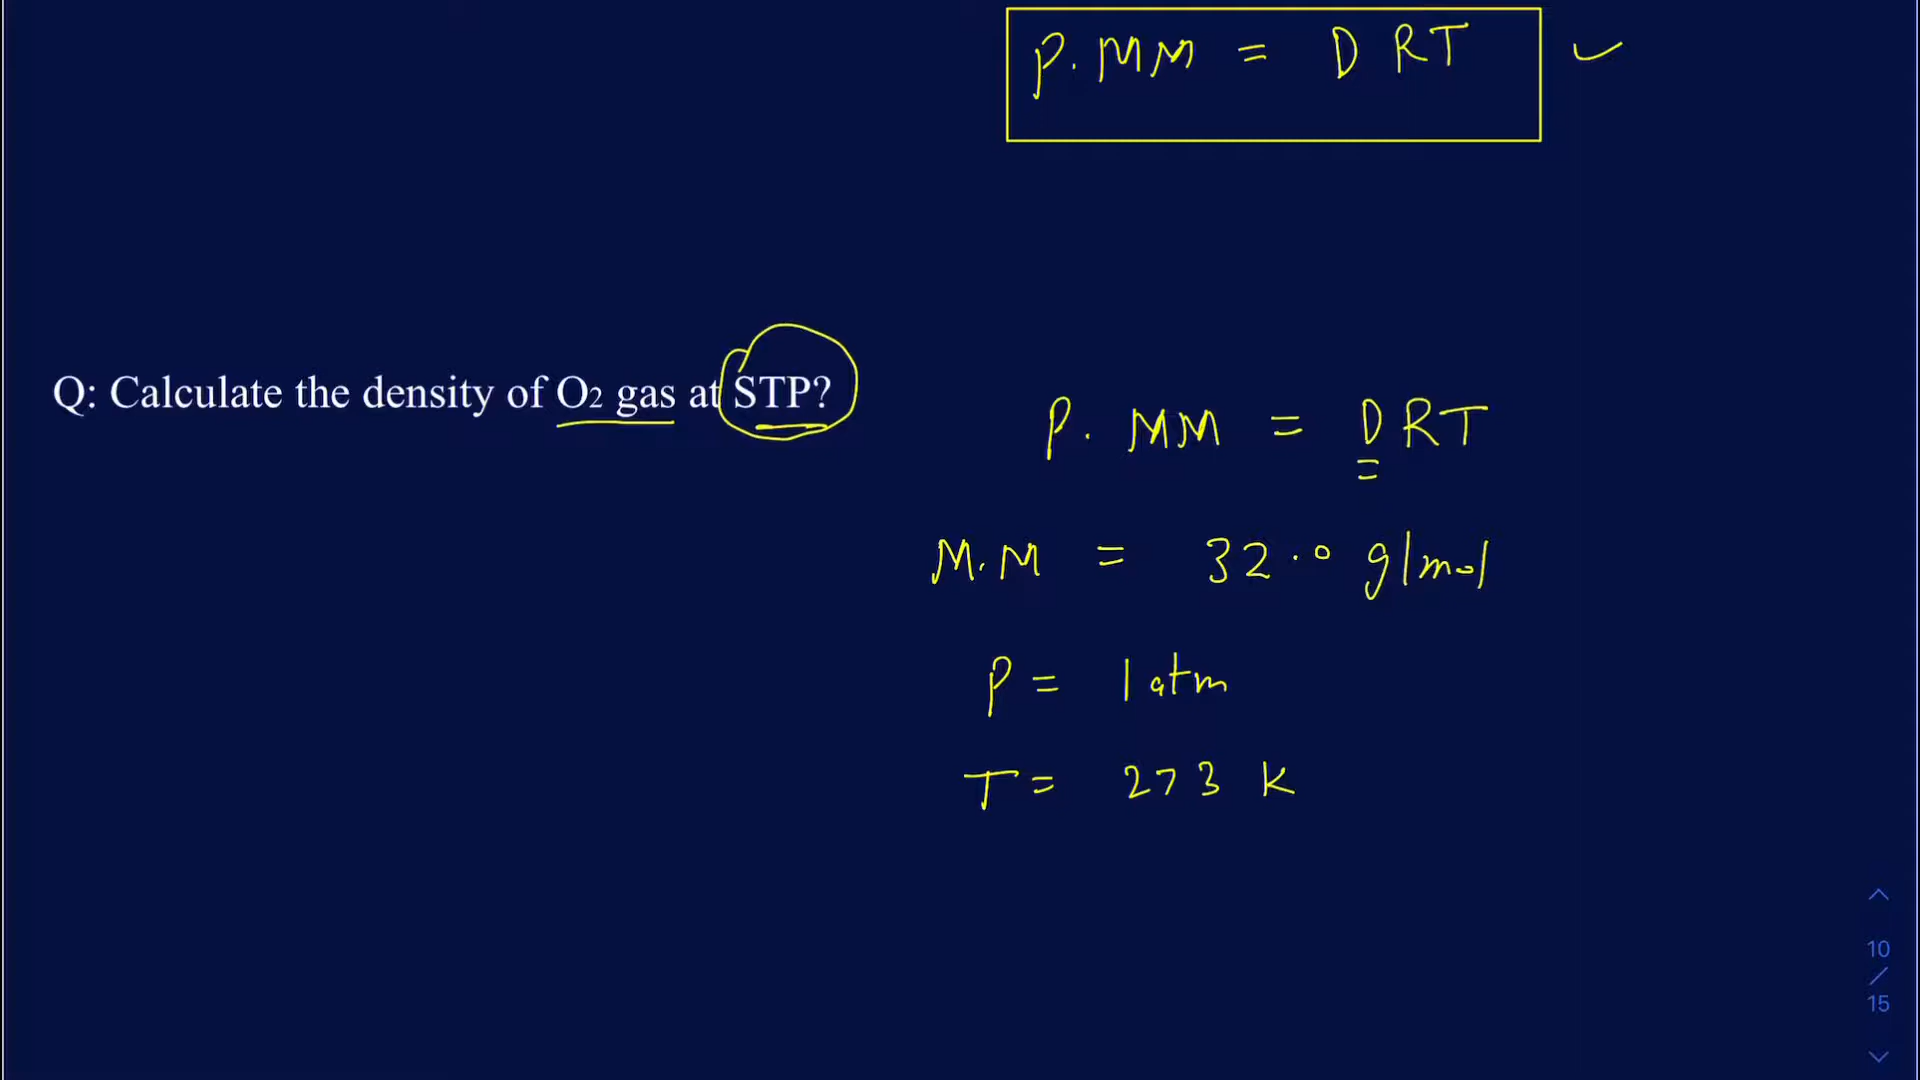 P. MM = D RT ✓
Q: Calculate the density of O2 gas at STP?
P. MM = D RT
M.M = 32.0 g/mol
P = 1 atm
T = 273 K
10
/
15